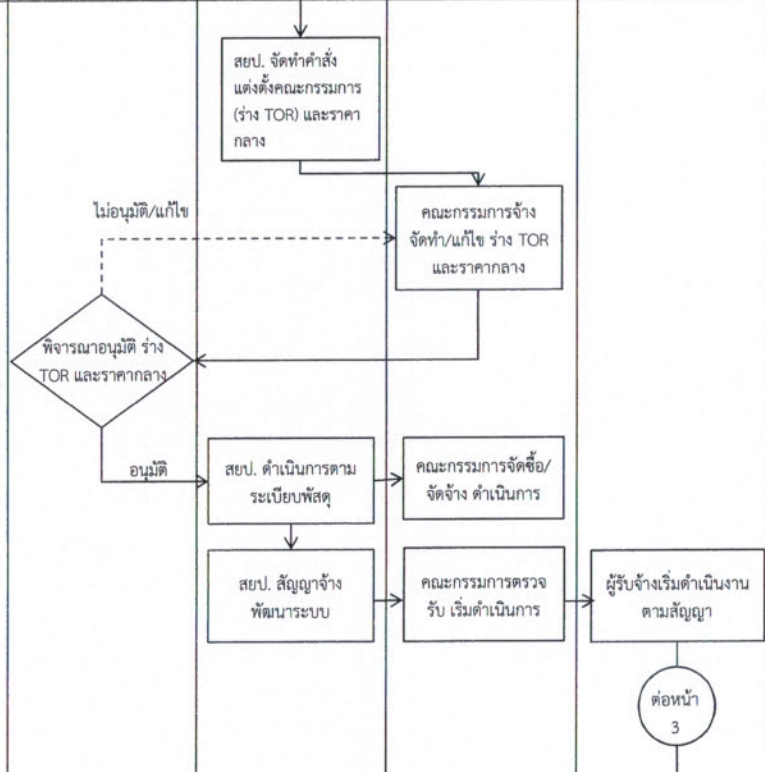 สยป. จัดทำคำสั่ง
แต่งตั้งคณะกรรมการ
(ร่าง TOR) และราคา
กลาง
ไม่อนุมัติ/แก้ไข
คณะกรรมการจ้าง
จัดทำ/แก้ไข ร่าง TOR
และราคากลาง
พิจารณาอนุมัติ ร่าง
TOR และราคากลาง
อนุมัติ
สยป. ดำเนินการตาม
ระเบียบพัสดุ
คณะกรรมการจัดซื้อ/
จัดจ้าง ดำเนินการ
สยป. สัญญาจ้าง
พัฒนาระบบ
คณะกรรมการตรวจ
รับ เริ่มดำเนินการ
ผู้รับจ้างเริ่มดำเนินงาน
ตามสัญญา
ต่อหน้า
3